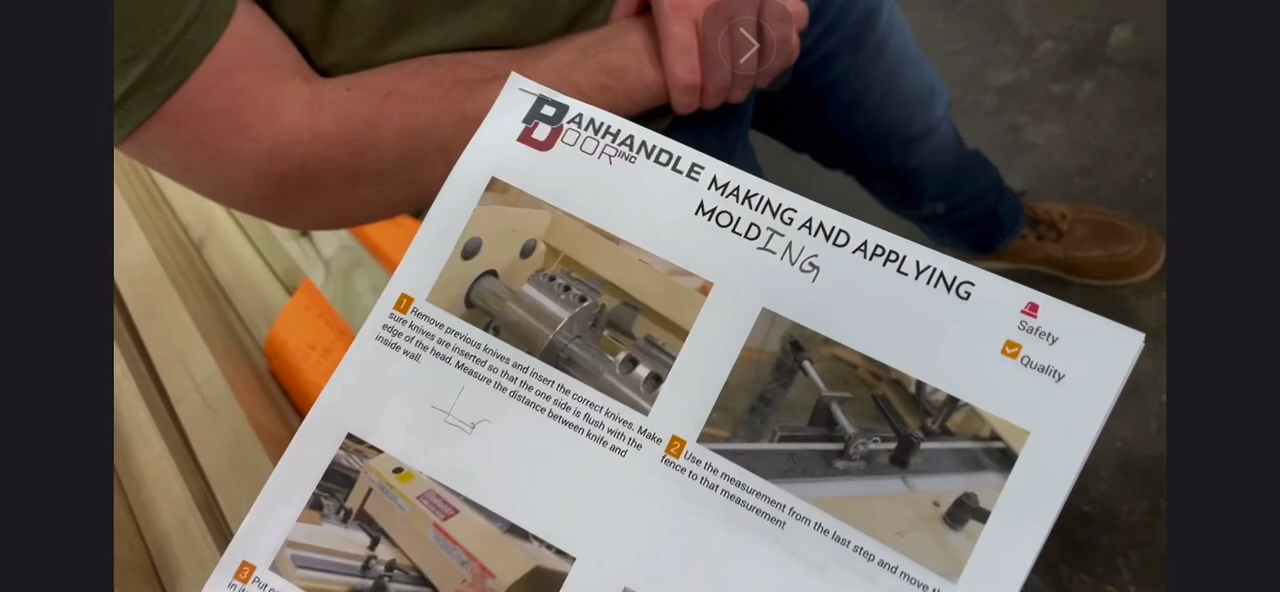 PANHANDLE
DOOR INC
MAKING AND APPLYING
MOLDING
Safety
Quality
1 Remove previous knives and insert the correct knives. Make
sure knives are inserted so that the one side is flush with the
edge of the head. Measure the distance between knife and
inside wall.
2 Use the measurement from the last step and move the
fence to that measurement
3 Put
in